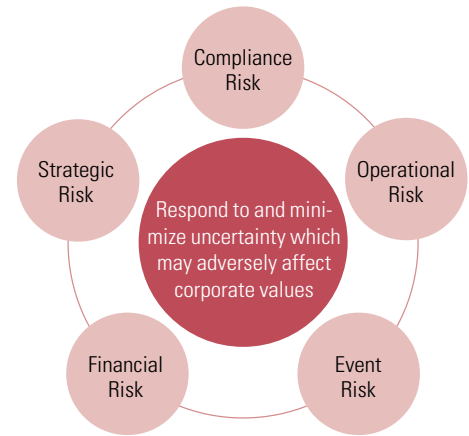 Compliance
Risk
Strategic
Risk
Operational
Risk
Respond to and mini-
mize uncertainty which
may adversely affect
corporate values
Financial
Risk
Event
Risk